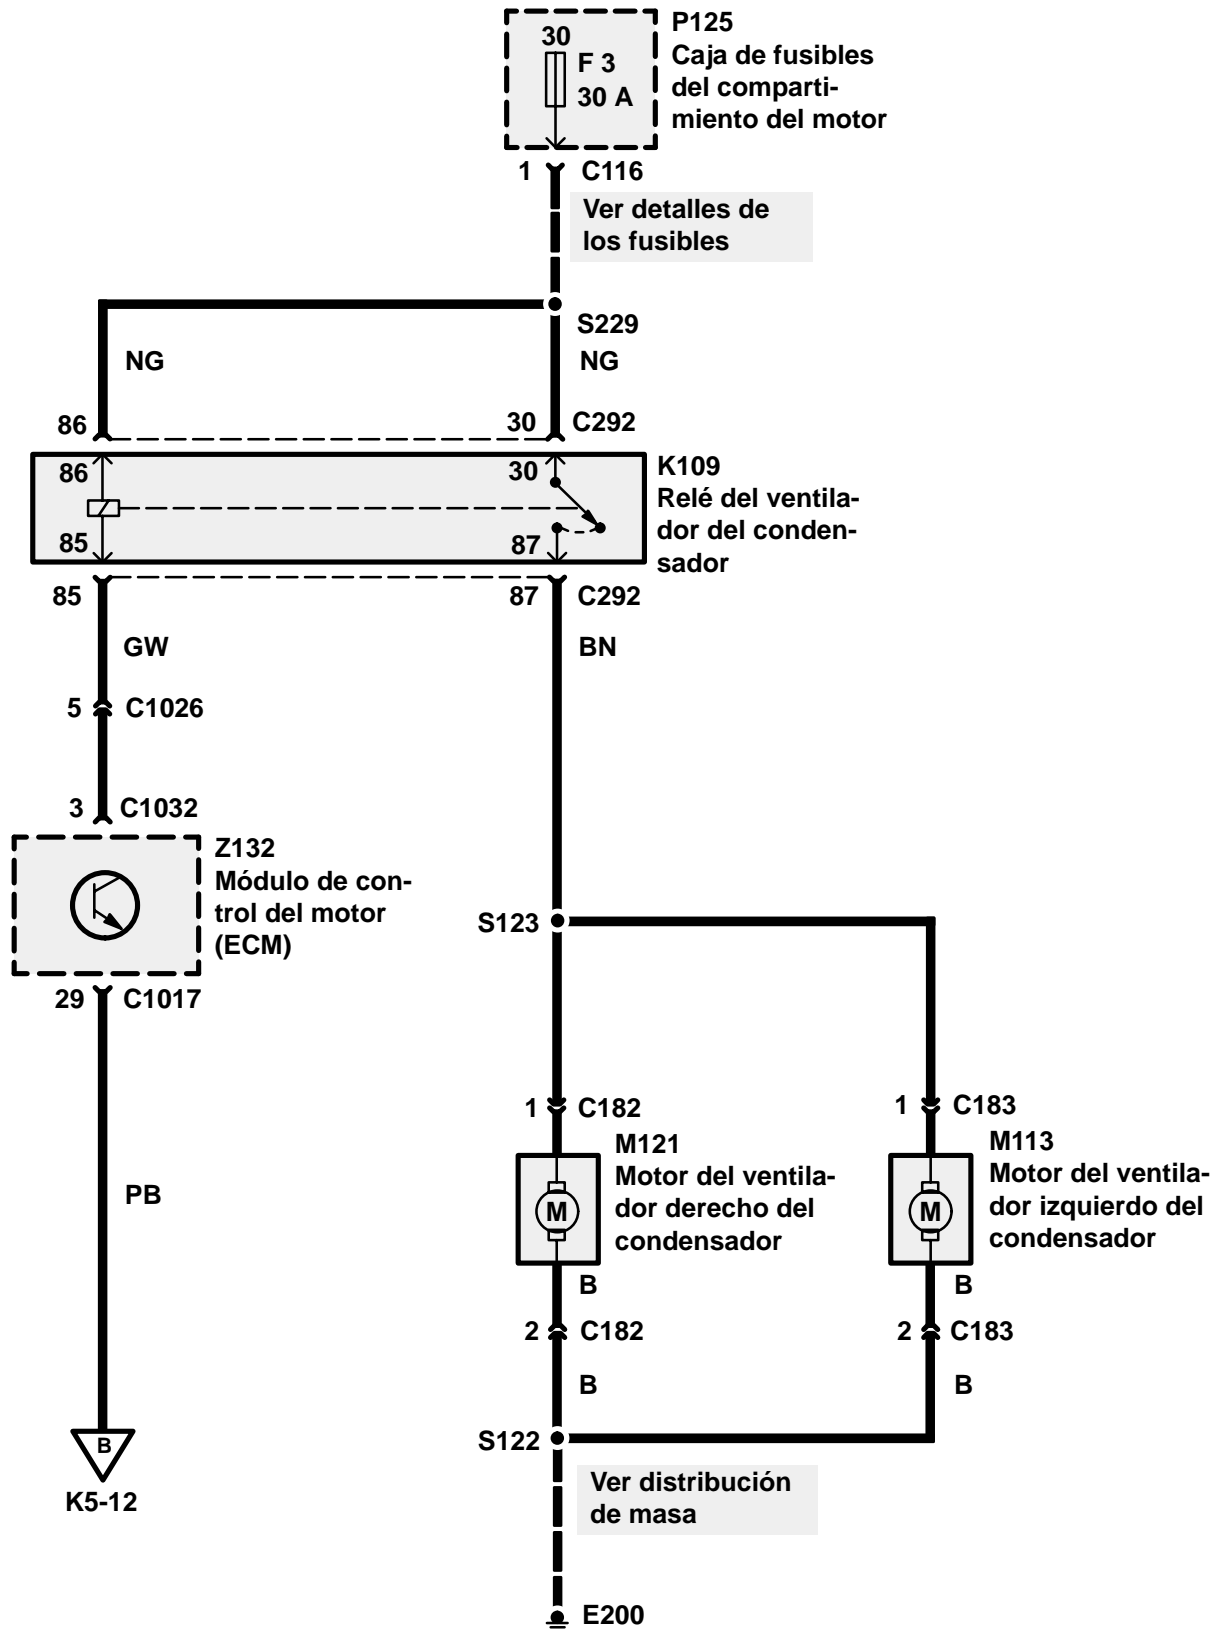 P125
Caja de fusibles
del comparti-
miento del motor
30
F 3
30 A
1
C116
Ver detalles de
los fusibles
S229
NG
NG
86
30
C292
86
30
K109
Relé del ventila-
dor del conden-
sador
85
87
85
87
C292
GW
BN
5
C1026
3
C1032
Z132
Módulo de con-
trol del motor
(ECM)
29
C1017
S123
1
C182
1
C183
M121
Motor del ventila-
dor derecho del
condensador
M
M113
Motor del ventila-
dor izquierdo del
condensador
M
PB
B
B
2
C182
2
C183
B
B
S122
B
K5-12
Ver distribución
de masa
E200